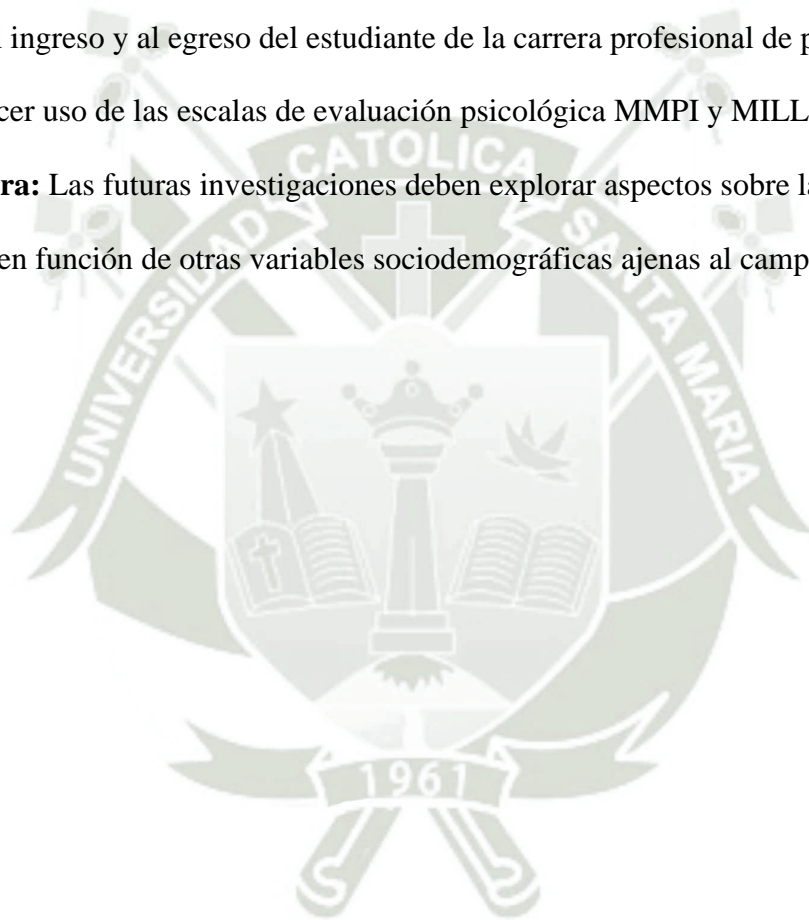 ingreso y al egreso del estudiante de la carrera profesional de
cer uso de las escalas de evaluación psicológica MMPI y MILL
ra: Las futuras investigaciones deben explorar aspectos sobre l
en función de otras variables sociodemográficas ajenas al camp
UNIVERSIDAD CATOLICA SANTA MARIA
1961